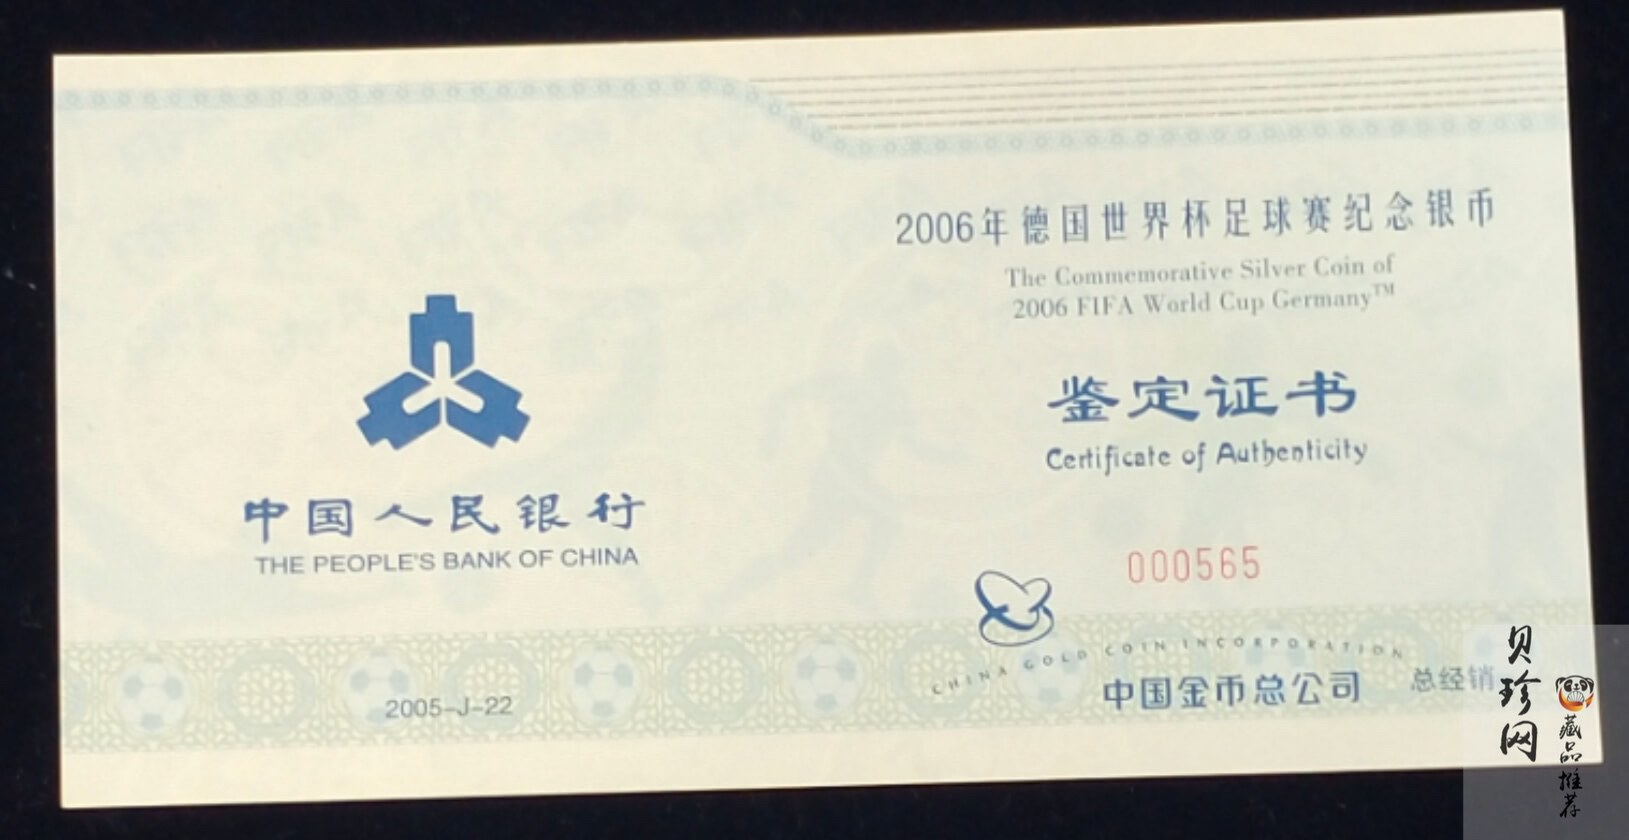 中国人民银行
THE PEOPLE'S BANK OF CHINA
2005-J-22
2006年德国世界杯足球赛纪念银币
The Commemorative Silver Coin of
2006 FIFA World Cup Germany™
鉴定证书
Certificate of Authenticity
000565
CHINA GOLD COIN INCORPORATION
中国金币总公司 总经销
贝珍网
藏品推荐